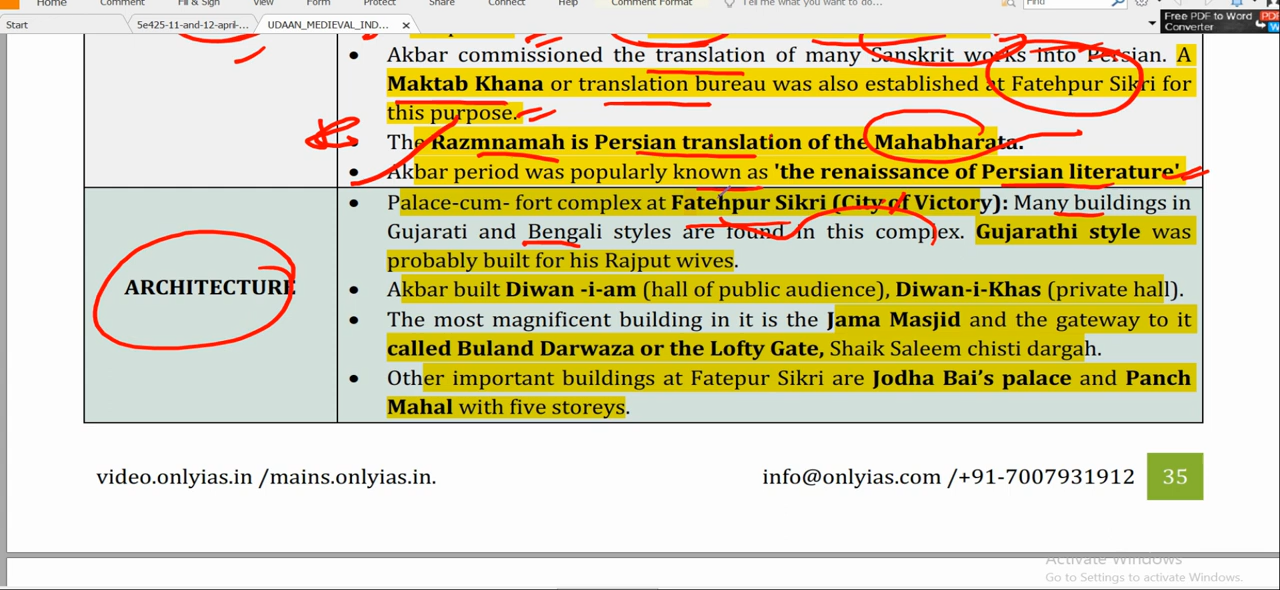 Home Comment Fill & Sign View Form Protect Share Connect Help Comment Format Tell me what you want to do... Find
Start 5e425-11-and-12-april-... UDAAN_MEDIEVAL_IND... × Free PDF to Word Converter
• Akbar commissioned the translation of many Sanskrit works into Persian. A
Maktab Khana or translation bureau was also established at Fatehpur Sikri for
this purpose.
• The Razmnamah is Persian translation of the Mahabharata.
• Akbar period was popularly known as 'the renaissance of Persian literature'
ARCHITECTURE
• Palace-cum- fort complex at Fatehpur Sikri (City of Victory): Many buildings in
Gujarati and Bengali styles are found in this complex. Gujarathi style was
probably built for his Rajput wives.
• Akbar built Diwan -i-am (hall of public audience), Diwan-i-Khas (private hall).
• The most magnificent building in it is the Jama Masjid and the gateway to it
called Buland Darwaza or the Lofty Gate, Shaik Saleem chisti dargah.
• Other important buildings at Fatepur Sikri are Jodha Bai’s palace and Panch
Mahal with five storeys.
video.onlyias.in /mains.onlyias.in. info@onlyias.com /+91-7007931912 35
Activate Windows
Go to Settings to activate Windows.